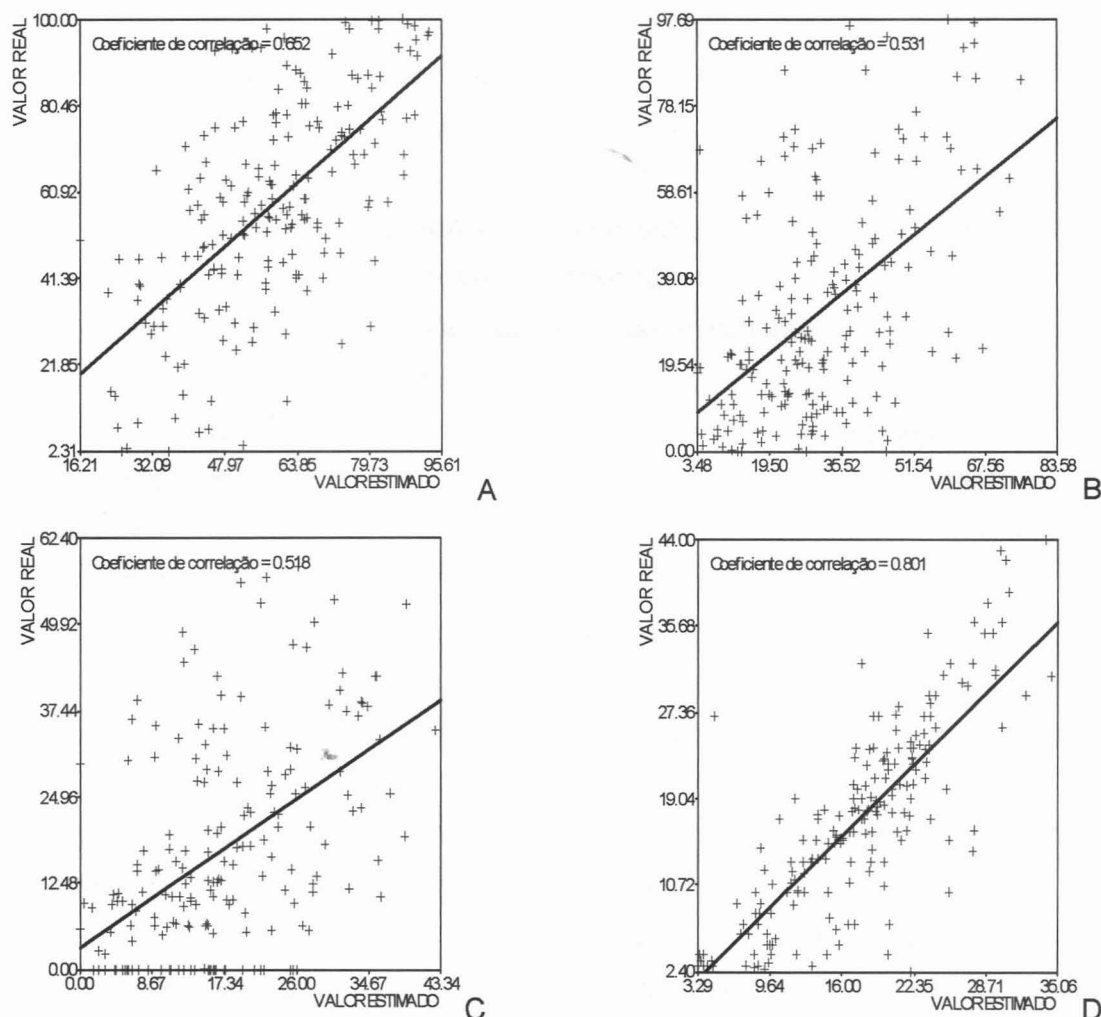 VALOR REAL
100.00
Coeficiente de correlação = 0.652
80.46
60.92
41.39
21.85
2.31
16.21 32.09 47.97 63.85 79.73 95.61
VALOR ESTIMADO
A
VALOR REAL
97.69
Coeficiente de correlação = 0.531
78.15
58.61
39.08
19.54
0.00
3.48 19.50 35.52 51.54 67.56 83.58
VALOR ESTIMADO
B
VALOR REAL
62.40
Coeficiente de correlação = 0.518
49.92
37.44
24.96
12.48
0.00
0.00 8.67 17.34 26.00 34.67 43.34
VALOR ESTIMADO
C
VALOR REAL
44.00
Coeficiente de correlação = 0.801
35.68
27.36
19.04
10.72
2.40
3.29 9.64 16.00 22.35 28.71 35.06
VALOR ESTIMADO
D